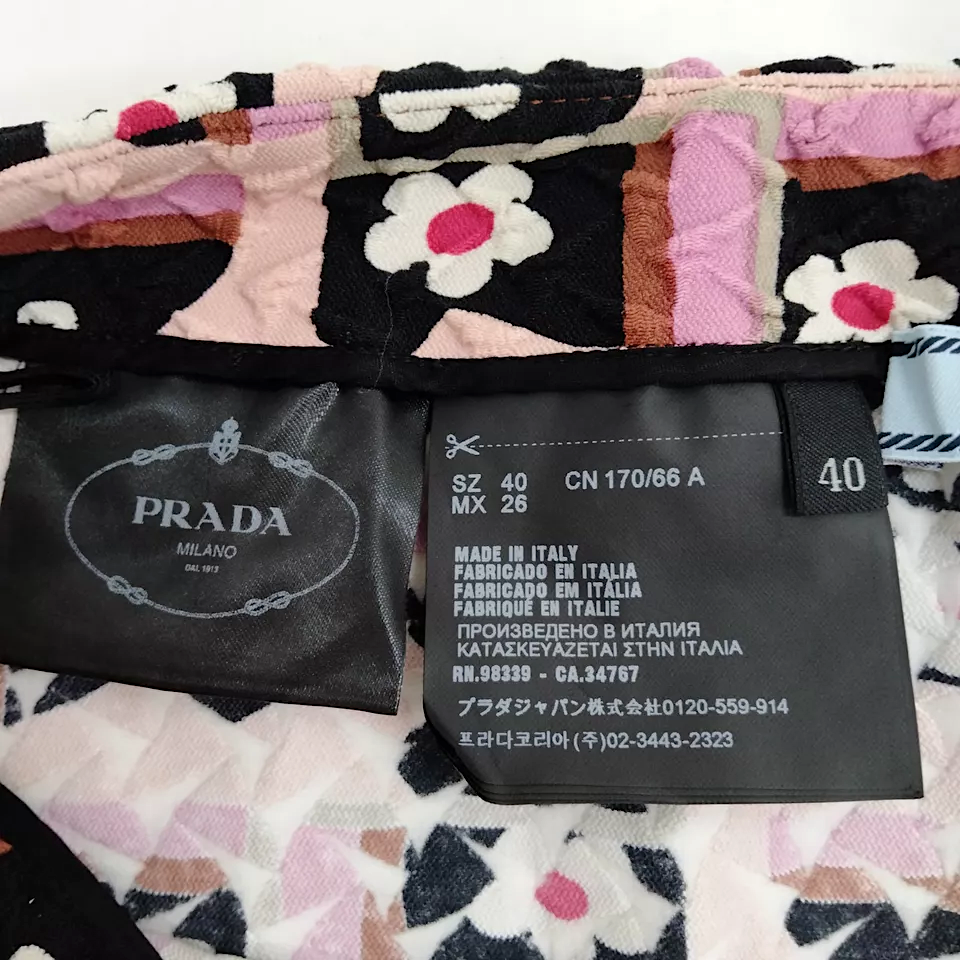 PRADA
MILANO
DAL 1913
SZ 40 CN 170/66 A
MX 26
MADE IN ITALY
FABRICADO EN ITALIA
FABRICADO EM ITÁLIA
FABRIQUÉ EN ITALIE
ПРОИЗВЕДЕНО В ИТАЛИЯ
ΚΑΤΑΣΚΕΥΑΖΕΤΑΙ ΣΤΗΝ ΙΤΑΛΙΑ
RN.98339 - CA.34767
プラダジャパン株式会社0120-559-914
프라다코리아(주)02-3443-2323
40